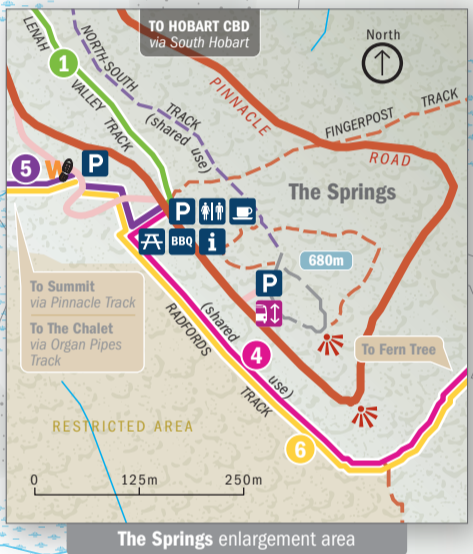 TO HOBART CBD
via South Hobart
North
LENAH
VALLEY TRACK
1
NORTH-SOUTH
TRACK
(shared use)
PINNACLE
ROAD
FINGERPOST TRACK
5
W
P
The Springs
P
BBQ
i
680m
P
To Summit
via Pinnacle Track
To The Chalet
via Organ Pipes
Track
RADFORDS
TRACK
(shared
use)
4
To Fern Tree
RESTRICTED AREA
6
0 125m 250m
The Springs enlargement area